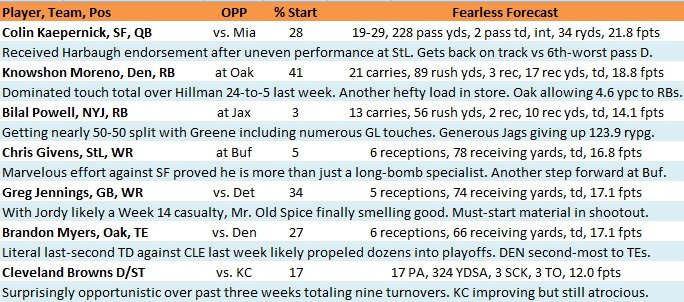 Player, Team, Pos OPP % Start Fearless Forecast
Colin Kaepernick, SF, QB vs. Mia 28 19-29, 228 pass yds, 2 pass td, int, 34 ryds, 21.8 fpts
Received Harbaugh endorsement after uneven performance at StL. Gets back on track vs 6th-worst pass D.
Knowshon Moreno, Den, RB at Oak 41 21 carries, 89 rush yds, 3 rec, 17 rec yds, td, 18.8 fpts
Dominated touch total over Hillman 24-to-5 last week. Another hefty load in store. Oak allowing 4.6 ypc to RBs.
Bilal Powell, NYJ, RB at Jax 3 13 carries, 56 rush yds, 2 rec, 10 rec yds, td, 14.1 fpts
Getting nearly 50-50 split with Greene including numerous GL touches. Generous Jags giving up 123.9 rypg.
Chris Givens, StL, WR at Buf 5 6 receptions, 78 receiving yards, td, 16.8 fpts
Marvelous effort against SF proved he is more than just a long-bomb specialist. Another step forward at Buf.
Greg Jennings, GB, WR vs. Det 34 5 receptions, 74 receiving yards, td, 17.1 fpts
With Jordy likely a Week 14 casualty, Mr. Old Spice finally smelling good. Must-start material in shootout.
Brandon Myers, Oak, TE vs. Den 27 6 receptions, 66 receiving yards, td, 17.1 fpts
Literal last-second TD against CLE last week likely propeled dozens into playoffs. DEN second-most to TEs.
Cleveland Browns D/ST vs. KC 17 17 PA, 324 YDSA, 3 SCK, 3 TO, 12.0 fpts
Surprisingly opportunistic over past three weeks totaling nine turnovers. KC improving but still atrocious.